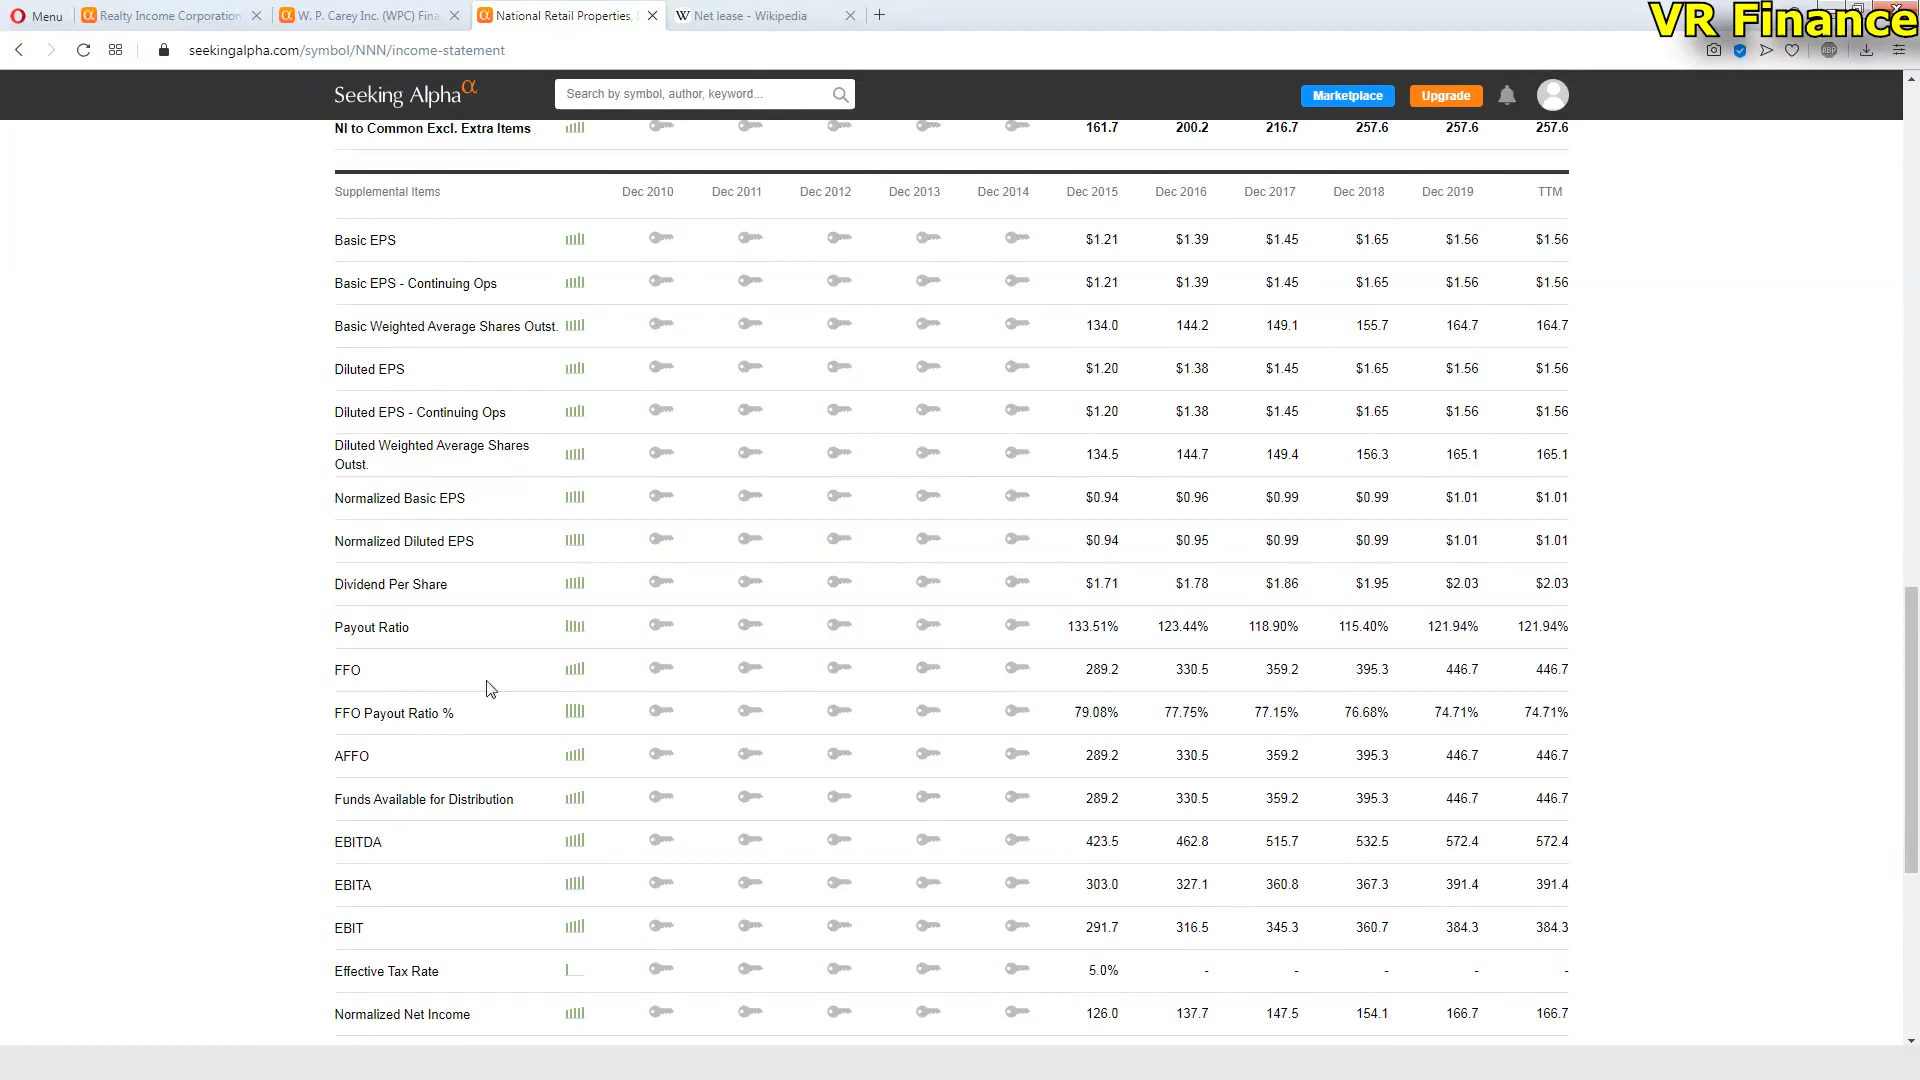 Menu
Realty Income Corporation
W. P. Carey Inc. (WPC) Fina
National Retail Properties,
Net lease - Wikipedia
VR Finance
seekingalpha.com/symbol/NNN/income-statement
ABP
Seeking Alpha α
Search by symbol, author, keyword...
Marketplace
Upgrade
NI to Common Excl. Extra Items 161.7 200.2 216.7 257.6 257.6 257.6
Supplemental Items Dec 2010 Dec 2011 Dec 2012 Dec 2013 Dec 2014 Dec 2015 Dec 2016 Dec 2017 Dec 2018 Dec 2019 TTM
Basic EPS $1.21 $1.39 $1.45 $1.65 $1.56 $1.56
Basic EPS - Continuing Ops $1.21 $1.39 $1.45 $1.65 $1.56 $1.56
Basic Weighted Average Shares Outst. 134.0 144.2 149.1 155.7 164.7 164.7
Diluted EPS $1.20 $1.38 $1.45 $1.65 $1.56 $1.56
Diluted EPS - Continuing Ops $1.20 $1.38 $1.45 $1.65 $1.56 $1.56
Diluted Weighted Average Shares
Outst. 134.5 144.7 149.4 156.3 165.1 165.1
Normalized Basic EPS $0.94 $0.96 $0.99 $0.99 $1.01 $1.01
Normalized Diluted EPS $0.94 $0.95 $0.99 $0.99 $1.01 $1.01
Dividend Per Share $1.71 $1.78 $1.86 $1.95 $2.03 $2.03
Payout Ratio 133.51% 123.44% 118.90% 115.40% 121.94% 121.94%
FFO 289.2 330.5 359.2 395.3 446.7 446.7
FFO Payout Ratio % 79.08% 77.75% 77.15% 76.68% 74.71% 74.71%
AFFO 289.2 330.5 359.2 395.3 446.7 446.7
Funds Available for Distribution 289.2 330.5 359.2 395.3 446.7 446.7
EBITDA 423.5 462.8 515.7 532.5 572.4 572.4
EBITA 303.0 327.1 360.8 367.3 391.4 391.4
EBIT 291.7 316.5 345.3 360.7 384.3 384.3
Effective Tax Rate 5.0% - - - - -
Normalized Net Income 126.0 137.7 147.5 154.1 166.7 166.7